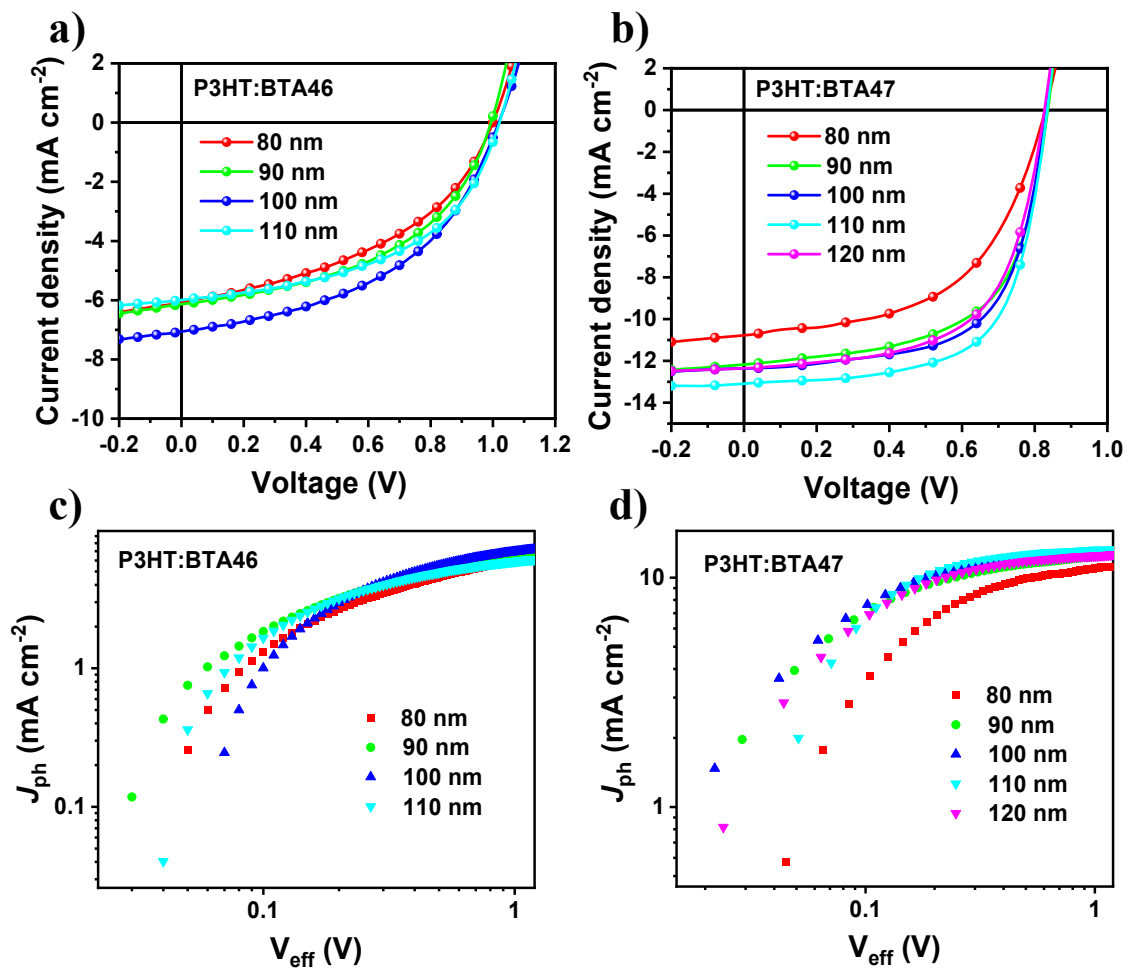 a)
P3HT:BTA46
80 nm
90 nm
100 nm
110 nm
Current density (mA cm⁻²)
2
0
-2
-4
-6
-8
-10
-0.2 0.0 0.2 0.4 0.6 0.8 1.0 1.2
Voltage (V)
b)
P3HT:BTA47
80 nm
90 nm
100 nm
110 nm
120 nm
Current density (mA cm⁻²)
2
0
-2
-4
-6
-8
-10
-12
-14
-0.2 0.0 0.2 0.4 0.6 0.8 1.0
Voltage (V)
c)
P3HT:BTA46
80 nm
90 nm
100 nm
110 nm
Jph (mA cm⁻²)
1
0.1
0.1 1
Veff (V)
d)
P3HT:BTA47
80 nm
90 nm
100 nm
110 nm
120 nm
Jph (mA cm⁻²)
10
1
0.1 1
Veff (V)